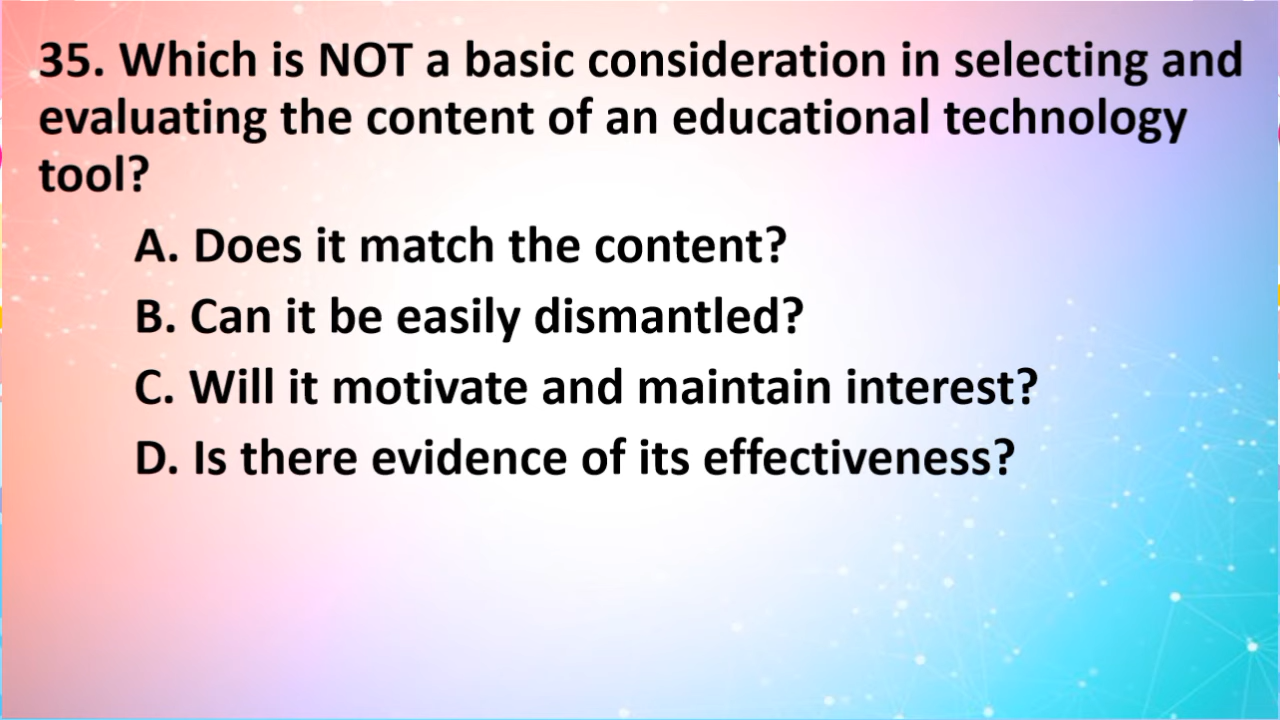 35. Which is NOT a basic consideration in selecting and
evaluating the content of an educational technology
tool?
A. Does it match the content?
B. Can it be easily dismantled?
C. Will it motivate and maintain interest?
D. Is there evidence of its effectiveness?